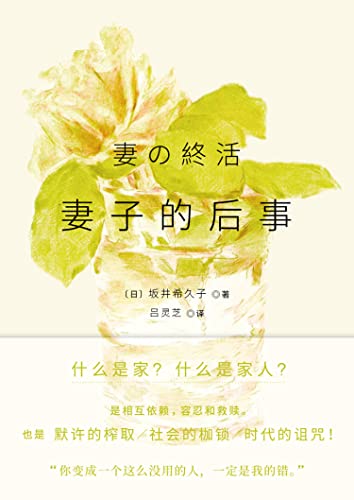 妻の終活
妻子的后事
〔日〕坂井希久子 ◎著
吕灵芝 ◎译
什么是家？什么是家人？
是相互依赖，容忍和救赎。
也是 默许的榨取／社会的枷锁／时代的诅咒！
“你变成一个这么没用的人，一定是我的错。”